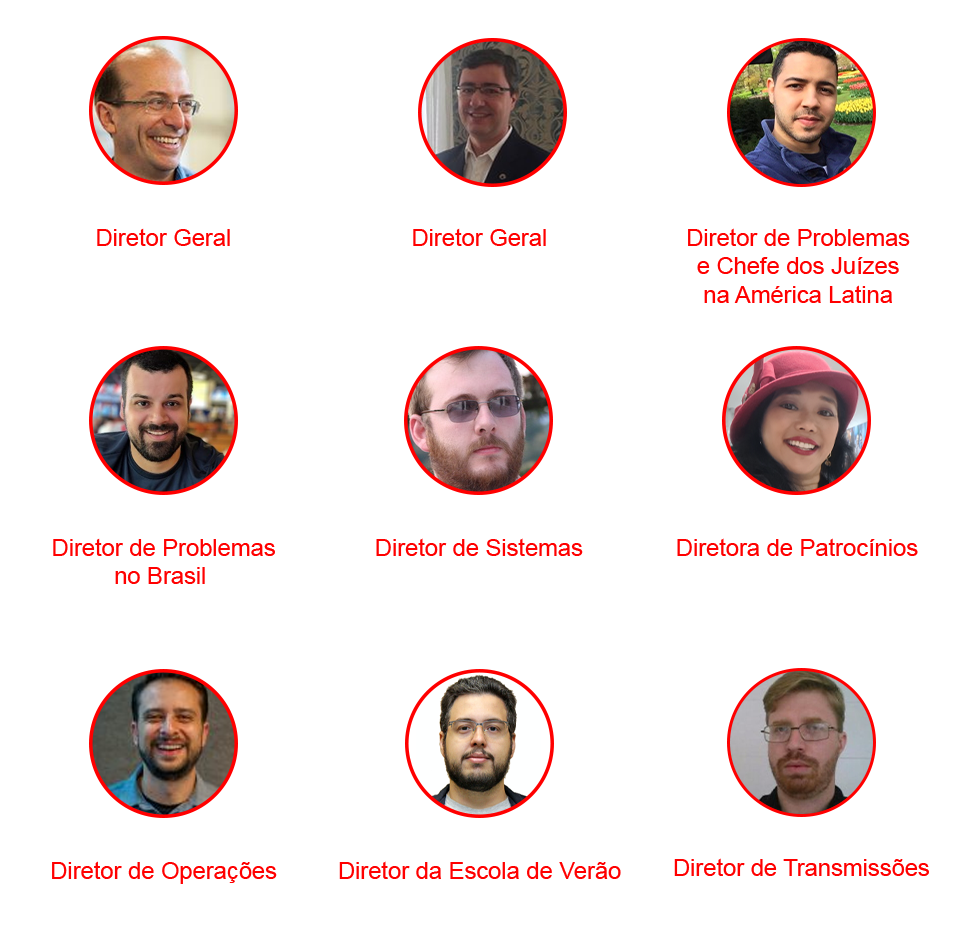 Diretor Geral
Diretor Geral
Diretor de Problemas
e Chefe dos Juízes
na América Latina
Diretor de Problemas
no Brasil
Diretor de Sistemas
Diretora de Patrocínios
Diretor de Operações
Diretor da Escola de Verão
Diretor de Transmissões